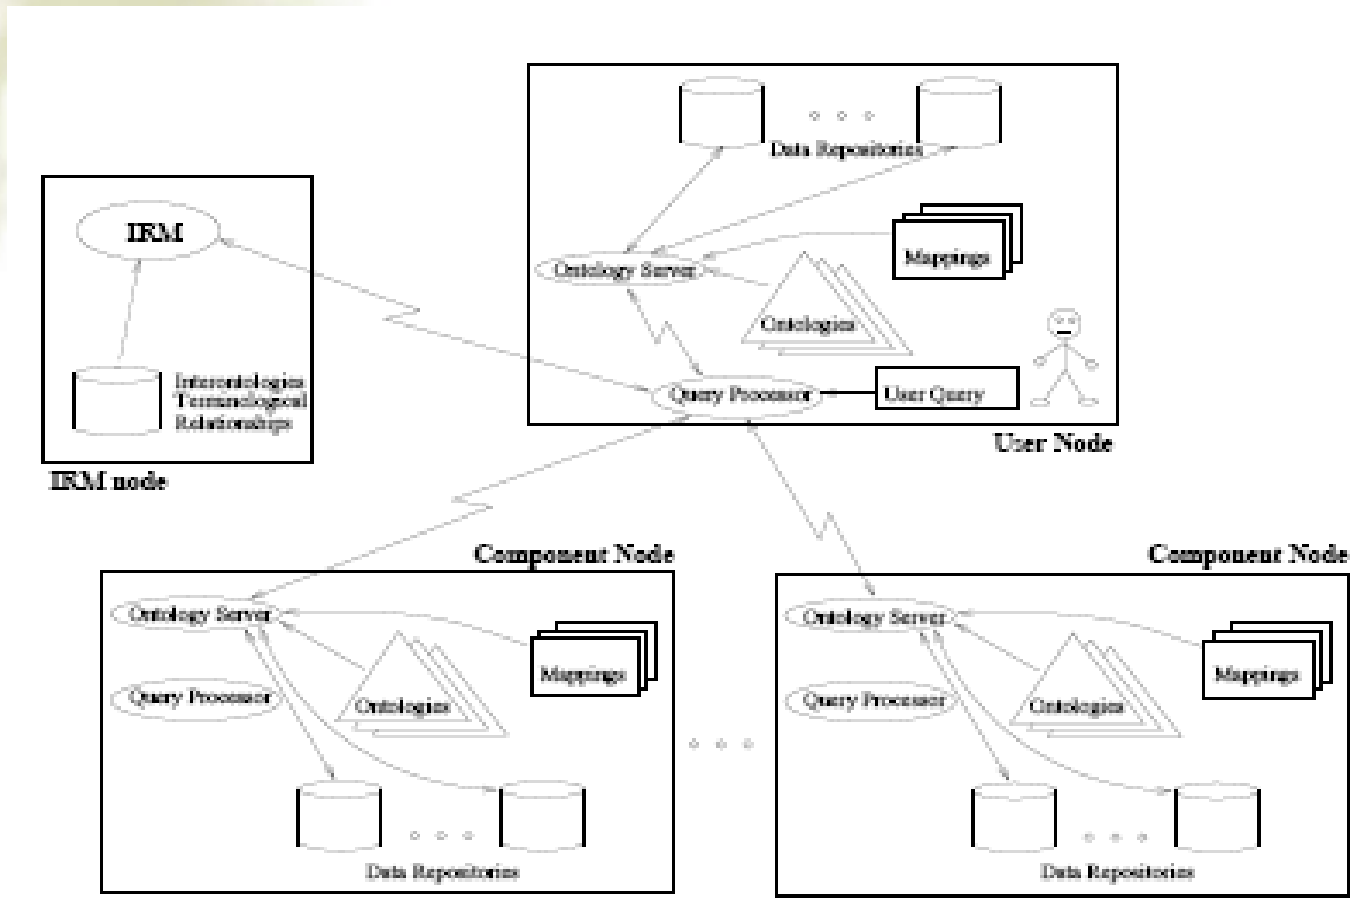 Data Repositories
IRM
Mappings
Ontology Server
Ontologies
Interontologies
Terminological
Relationships
Query Processor
User Query
User Node
IRM node
Component Node
Component Node
Ontology Server
Mappings
Query Processor
Ontologies
Data Repositories
Ontology Server
Mappings
Query Processor
Ontologies
Data Repositories